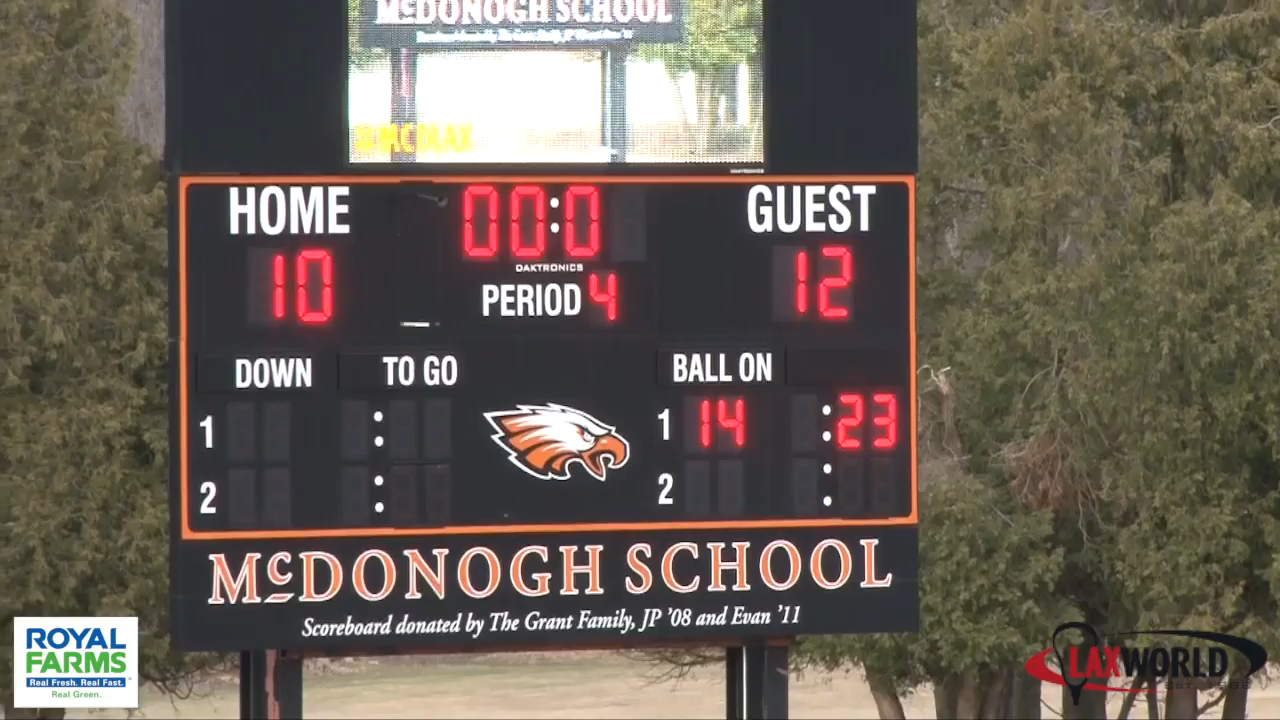 McDONOGH SCHOOL
HOME 00:0 GUEST
DAKTRONICS
10 PERIOD 4 12
DOWN TO GO BALL ON
1 : 1 14 :23
2 : 2 :
McDONOGH SCHOOL
Scoreboard donated by The Grant Family, JP '08 and Evan '11
ROYAL
FARMS
Real Fresh. Real Fast.
Real Green.
LAXWORLD